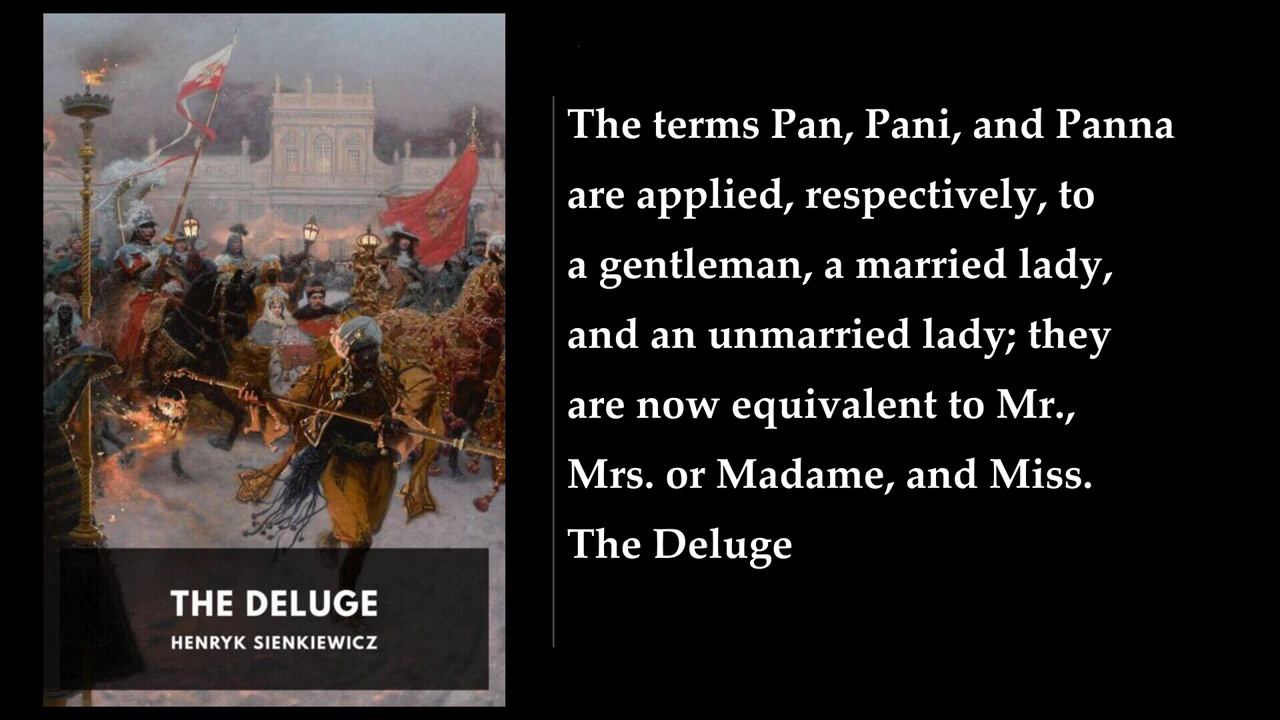 THE DELUGE
HENRYK SIENKIEWICZ
The terms Pan, Pani, and Panna
are applied, respectively, to
a gentleman, a married lady,
and an unmarried lady; they
are now equivalent to Mr.,
Mrs. or Madame, and Miss.
The Deluge